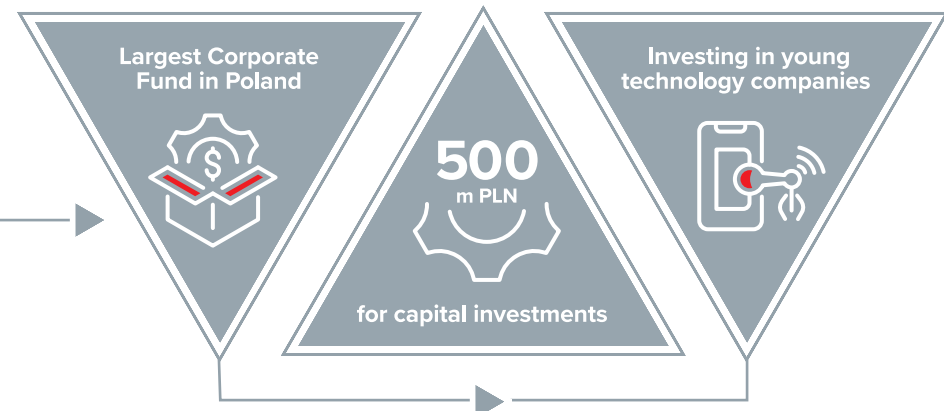 Largest Corporate
Fund in Poland
$
500
m PLN
for capital investments
Investing in young
technology companies